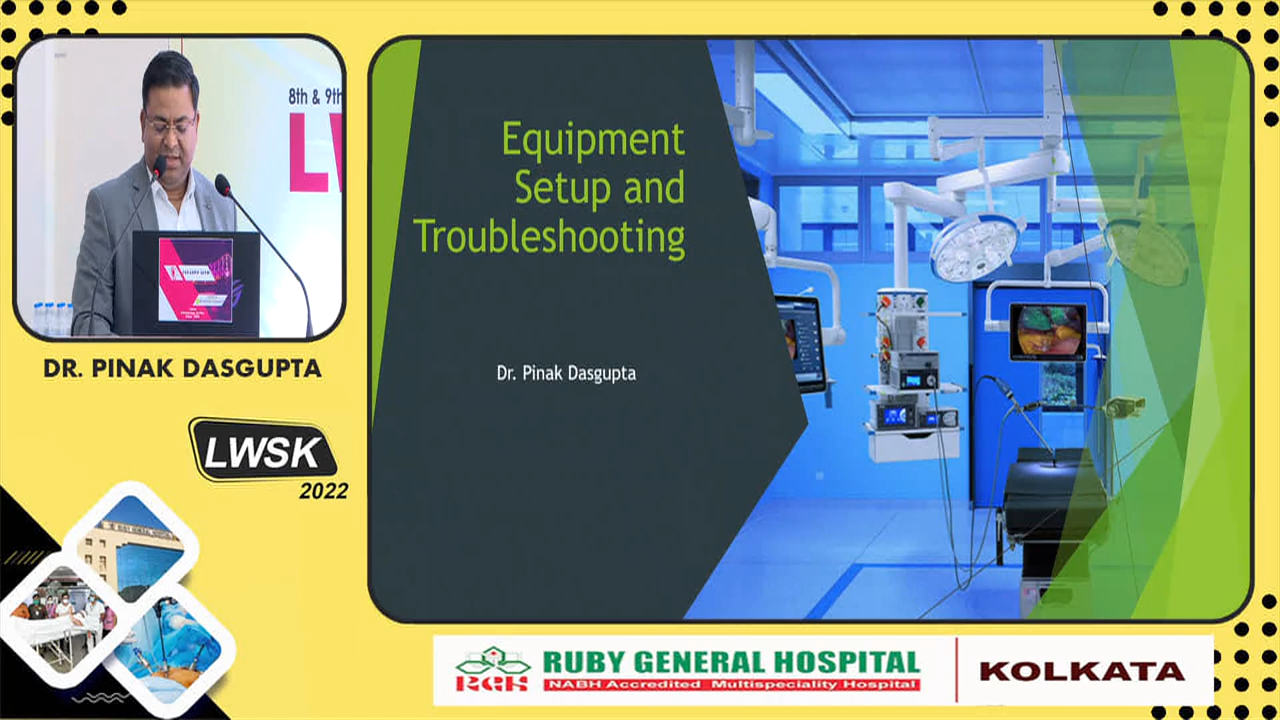 8th & 9th
LW
DR. PINAK DASGUPTA
LWSK
2022
Equipment
Setup and
Troubleshooting
Dr. Pinak Dasgupta
RGH
RUBY GENERAL HOSPITAL
NABH Accredited Multispeciality Hospital
KOLKATA